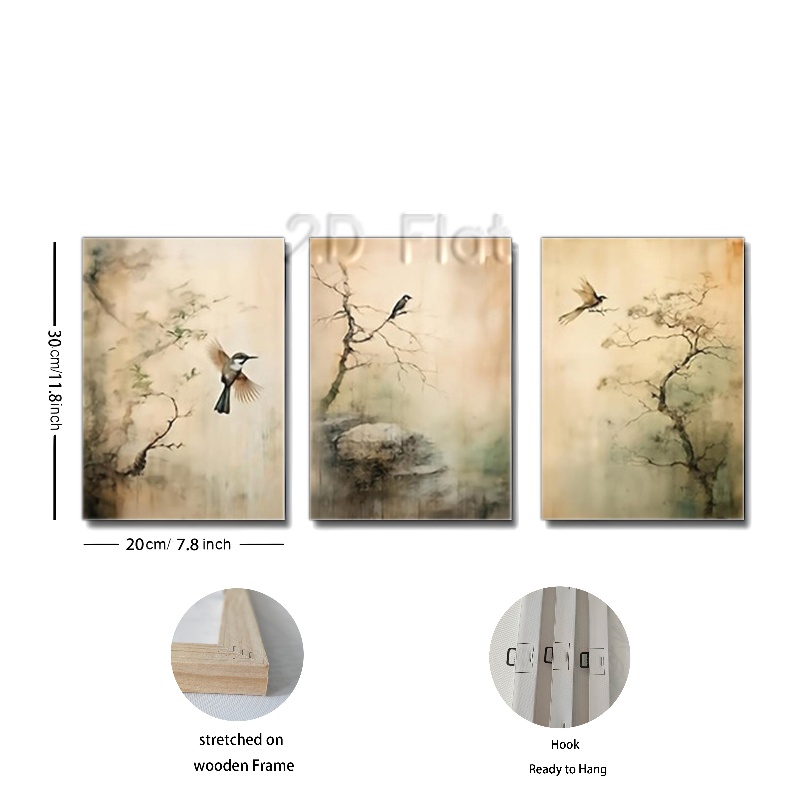 2D Flat
30cm/11.8inch
20cm/ 7.8 inch
stretched on
wooden Frame
Hook
Ready to Hang